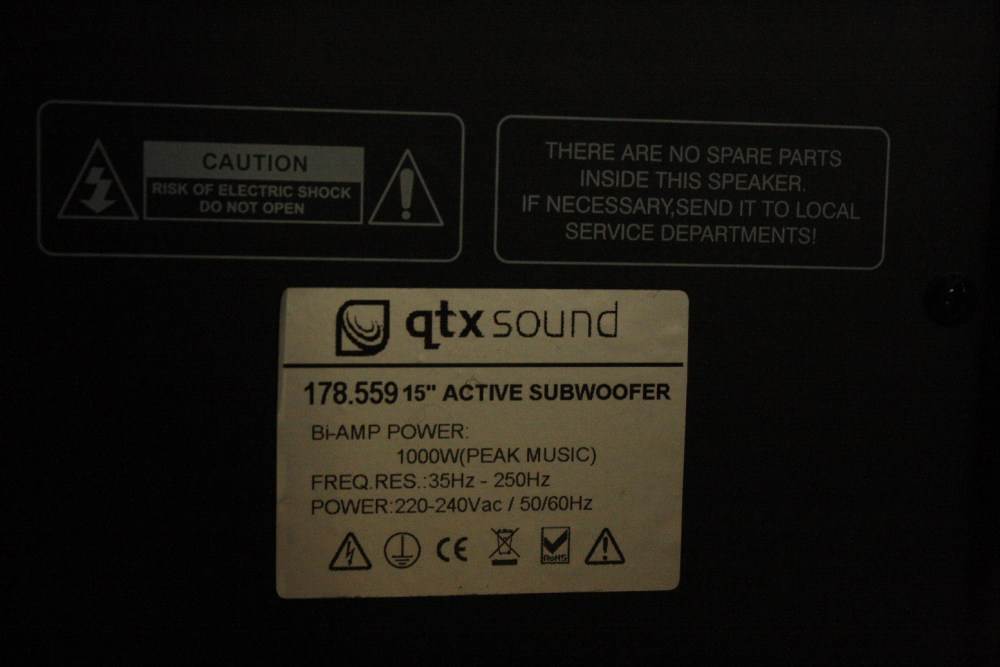 CAUTION
RISK OF ELECTRIC SHOCK
DO NOT OPEN
THERE ARE NO SPARE PARTS
INSIDE THIS SPEAKER.
IF NECESSARY,SEND IT TO LOCAL
SERVICE DEPARTMENTS!
qtx sound
178.559 15" ACTIVE SUBWOOFER
Bi-AMP POWER:
1000W(PEAK MUSIC)
FREQ.RES.:35Hz - 250Hz
POWER:220-240Vac / 50/60Hz
CE RoHS